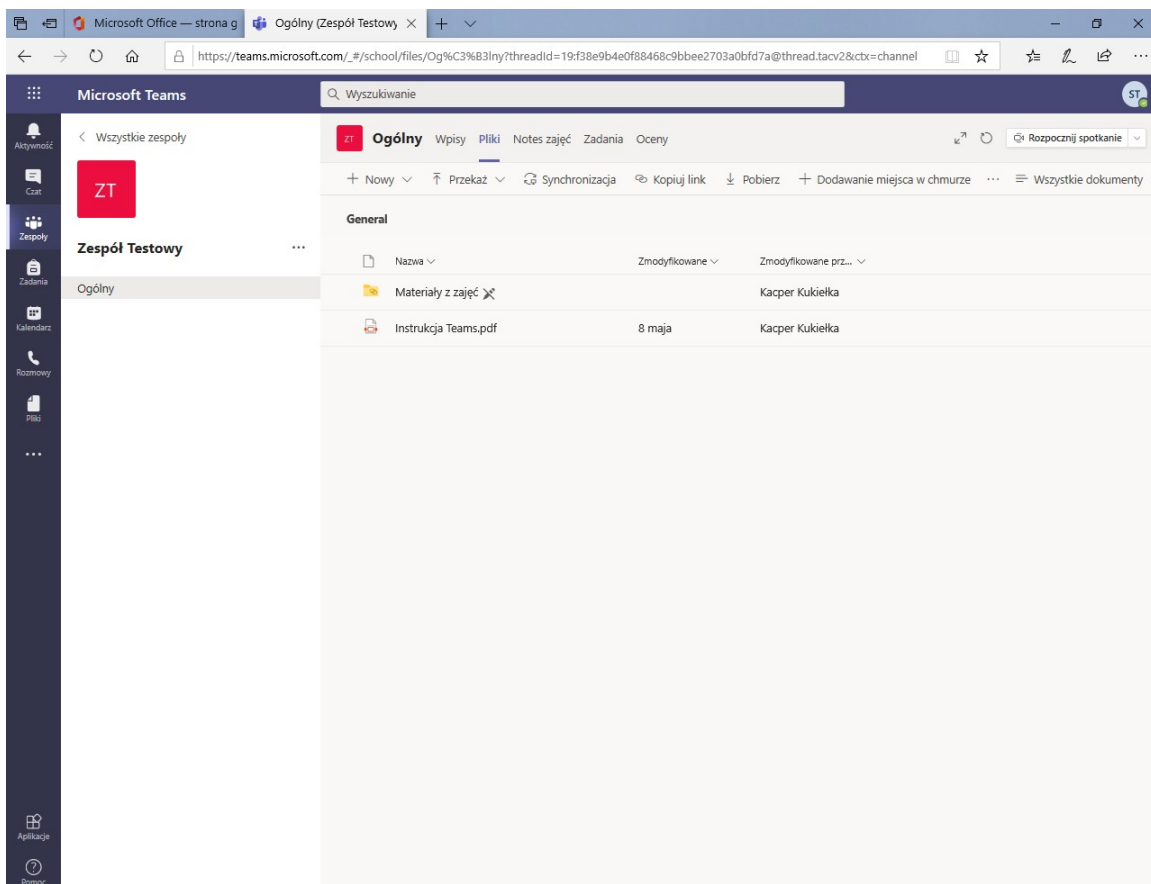 Microsoft Office — strona g
Ogólny (Zespół Testowy
https://teams.microsoft.com/_#/school/files/Og%C3%B3lny?threadId=19:f38e9b4e0f88468c9bbee2703a0bfd7a@thread.tacv2&ctx=channel
Microsoft Teams
Wyszukiwanie
ST
Aktywność
Czat
Zespoły
Zadania
Kalendarz
Rozmowy
Pliki
Aplikacje
Pomoc
Wszystkie zespoły
ZT
Zespół Testowy
Ogólny
ZT Ogólny Wpisy Pliki Notes zajęć Zadania Oceny Rozpocznij spotkanie
Nowy Przekaż Synchronizacja Kopiuj link Pobierz Dodawanie miejsca w chmurze Wszystkie dokumenty
General
Nazwa Zmodyfikowane Zmodyfikowane prz...
Materiały z zajęć Kacper Kukiełka
Instrukcja Teams.pdf 8 maja Kacper Kukiełka